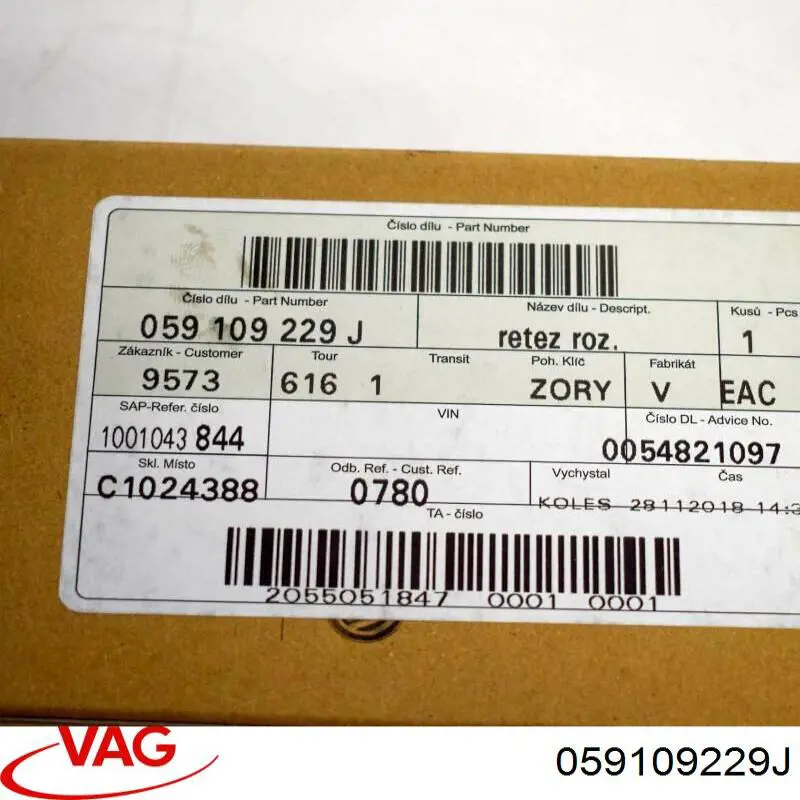 Číslo dílu - Part Number
Číslo dílu - Part Number
Název dílu - Descript.
Kusů - Pcs
059 109 229 J
retez roz.
1
Zákazník - Customer
Tour
Transit
Poh. Klíč
Fabrikát
9573
616 1
ZORY
V
EAC
SAP-Refer. číslo
VIN
Číslo DL - Advice No.
1001043 844
0054821097
Skl. Místo
Odb. Ref. - Cust. Ref.
Vychystal
Čas
C1024388
0780
KOLES 28112018 14:3
TA - číslo
2055051847 0001 0001
VAG
059109229J